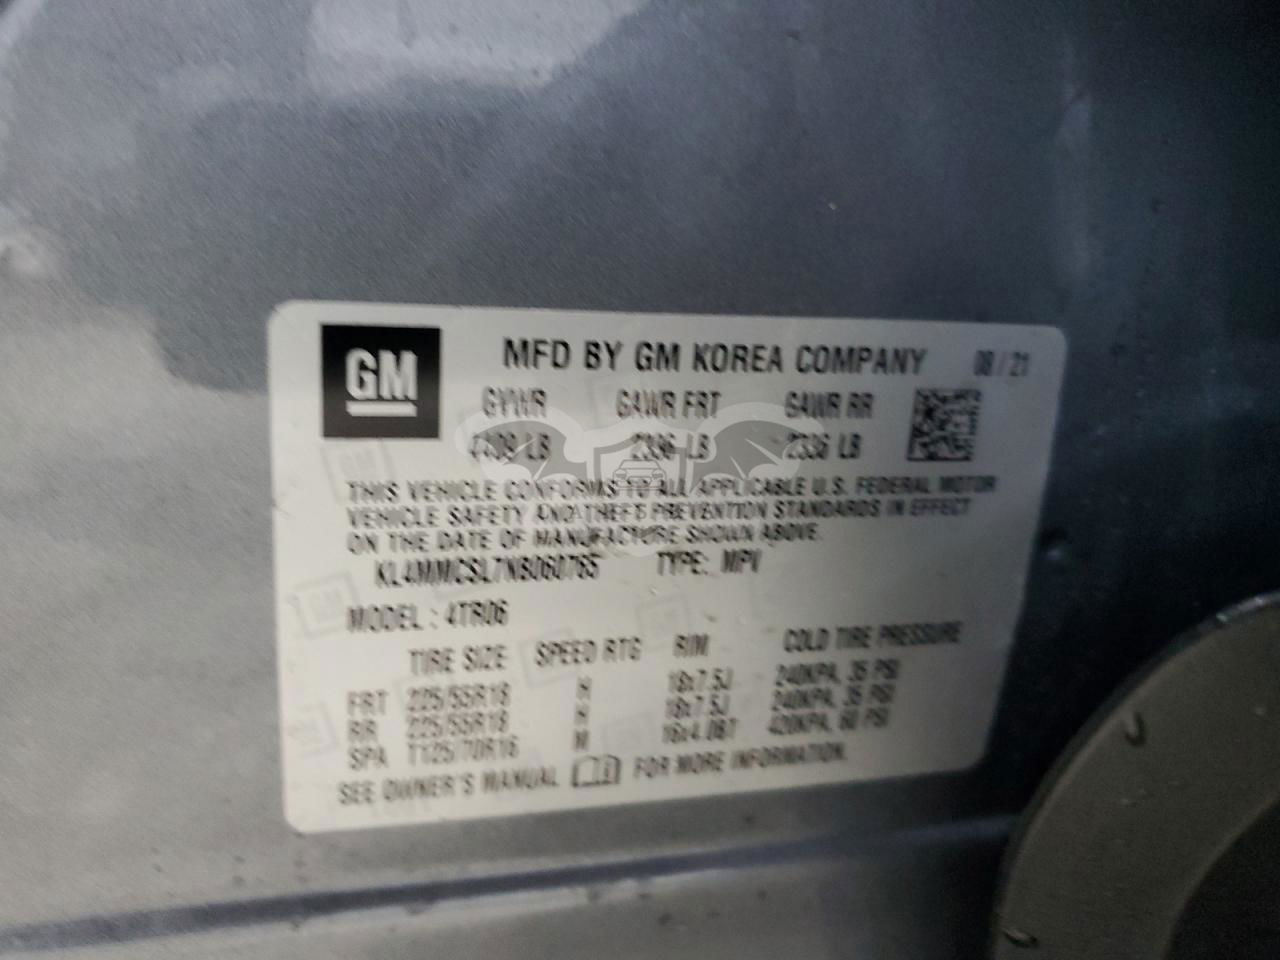 GM
MFD BY GM KOREA COMPANY 08/21
GVWR GAWR FRT GAWR RR
4409 LB 2336 LB 2336 LB
THIS VEHICLE CONFORMS TO ALL APPLICABLE U.S. FEDERAL MOTOR
VEHICLE SAFETY AND THEFT PREVENTION STANDARDS IN EFFECT
ON THE DATE OF MANUFACTURE SHOWN ABOVE.
KL4MMCSL7NB060765 TYPE: MPV
MODEL: 4TR06
TIRE SIZE SPEED RTG RIM COLD TIRE PRESSURE
FRT 225/55R18 H 18x7.5J 240KPA, 35 PSI
RR 225/55R18 H 18x7.5J 240KPA, 35 PSI
SPA T125/70R16 M 16x4.0BT 420KPA, 60 PSI
SEE OWNER'S MANUAL FOR MORE INFORMATION.